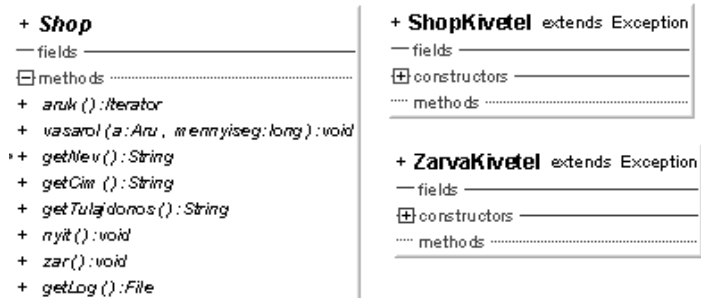 + Shop
fields
methods
+ aruk () :Iterator
+ vasarol (a:Aru , mennyiseg:long) : void
+ getNev() :String
+ getCim () :String
+ getTulajdonos () :String
+ nyit () :void
+ zar() :void
+ getLog () :File
+ ShopKivetel extends Exception
fields
constructors
methods
+ ZarvaKivetel extends Exception
fields
constructors
methods